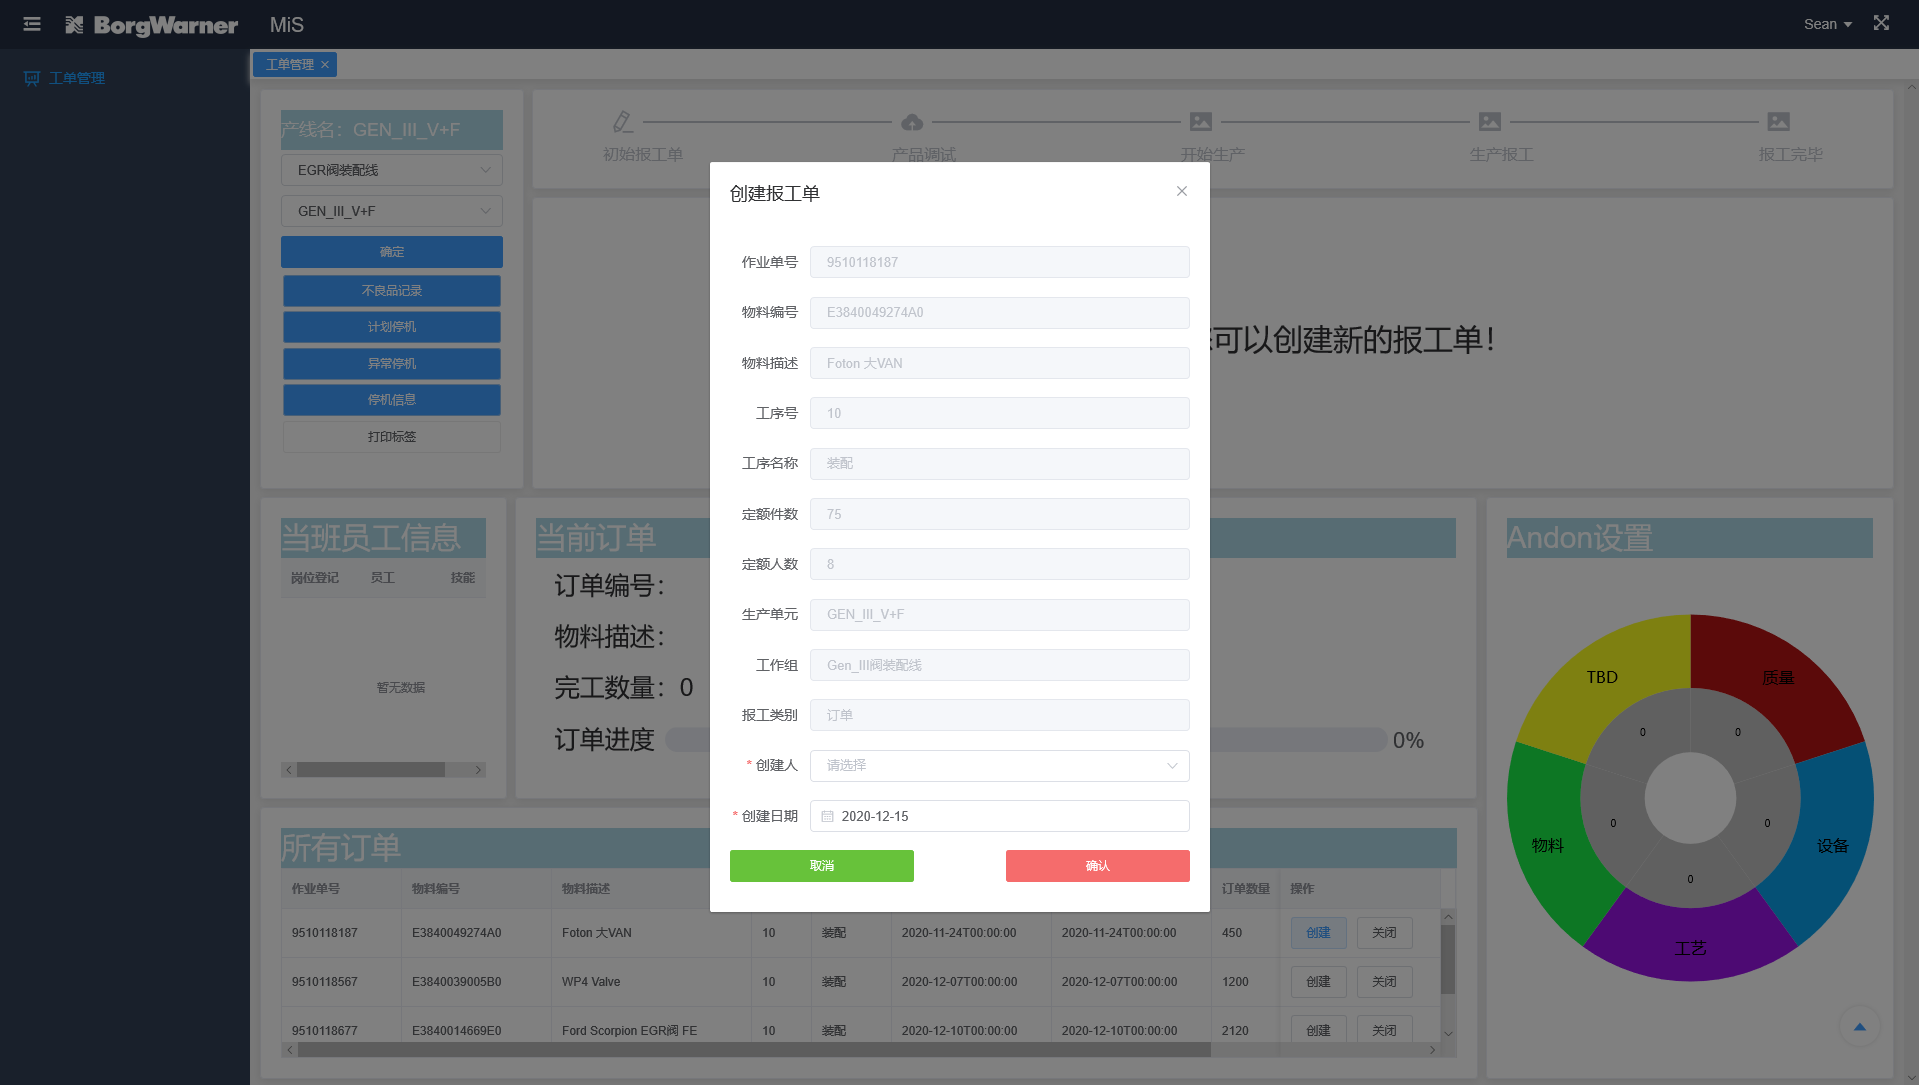 BorgWarner
MiS
Sean
工单管理
工单管理
产线名：GEN_III_V+F
EGR阀装配线
GEN_III_V+F
确定
不良品记录
计划停机
异常停机
停机信息
打印标签
初始报工单
产品调试
开始生产
生产报工
报工完毕
可以创建新的报工单！
创建报工单
作业单号 9510118187
物料编号 E3840049274A0
物料描述 Foton 大VAN
工序号 10
工序名称 装配
定额件数 75
定额人数 8
生产单元 GEN_III_V+F
工作组 Gen_III阀装配线
报工类别 订单
* 创建人 请选择
* 创建日期 2020-12-15
取消
确认
当班员工信息
岗位登记 员工 技能
暂无数据
当前订单
订单编号：
物料描述：
完工数量：0
订单进度 0%
Andon设置
TBD
质量
设备
工艺
物料
0
0
0
0
0
所有订单
作业单号 物料编号 物料描述 订单数量 操作
9510118187 E3840049274A0 Foton 大VAN 10 装配 2020-11-24T00:00:00 2020-11-24T00:00:00 450 创建 关闭
9510118567 E3840039005B0 WP4 Valve 10 装配 2020-12-07T00:00:00 2020-12-07T00:00:00 1200 创建 关闭
9510118677 E3840014669E0 Ford Scorpion EGR阀 FE 10 装配 2020-12-10T00:00:00 2020-12-10T00:00:00 2120 创建 关闭